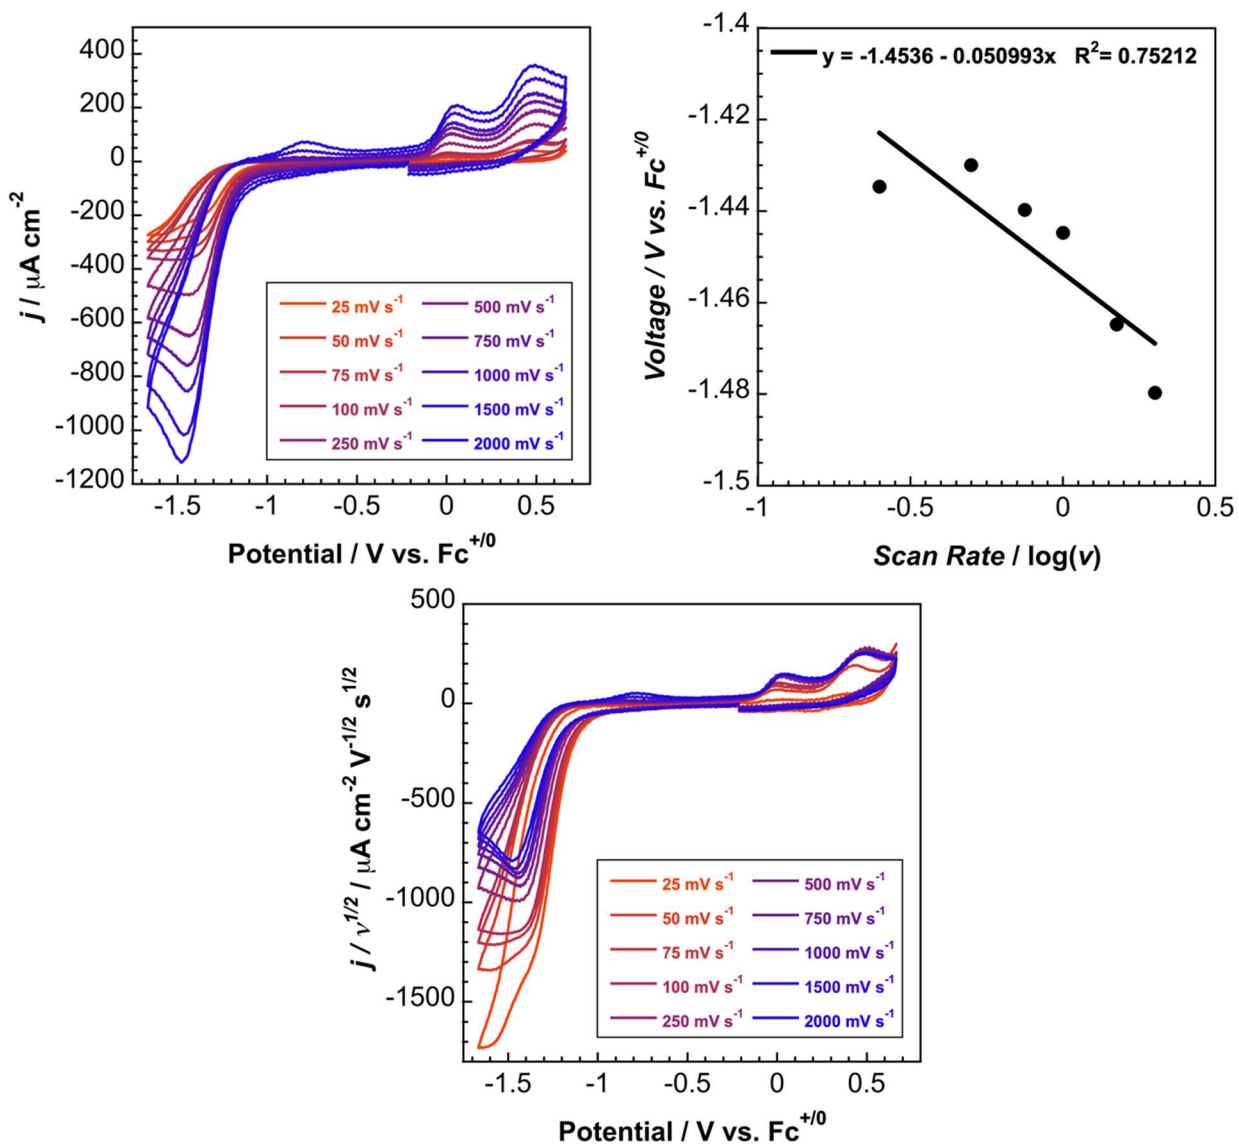 400
200
0
-200
-400
-600
-800
-1000
-1200
j / µA cm⁻²
-1.5 -1 -0.5 0 0.5
Potential / V vs. Fc⁺/⁰
25 mV s⁻¹ 500 mV s⁻¹
50 mV s⁻¹ 750 mV s⁻¹
75 mV s⁻¹ 1000 mV s⁻¹
100 mV s⁻¹ 1500 mV s⁻¹
250 mV s⁻¹ 2000 mV s⁻¹
-1.4
-1.42
-1.44
-1.46
-1.48
-1.5
Voltage / V vs. Fc⁺/⁰
y = -1.4536 - 0.050993x R²= 0.75212
-1 -0.5 0 0.5
Scan Rate / log(v)
500
0
-500
-1000
-1500
j / ν¹/² / µA cm⁻² V⁻¹/² s¹/²
-1.5 -1 -0.5 0 0.5
Potential / V vs. Fc⁺/⁰
25 mV s⁻¹ 500 mV s⁻¹
50 mV s⁻¹ 750 mV s⁻¹
75 mV s⁻¹ 1000 mV s⁻¹
100 mV s⁻¹ 1500 mV s⁻¹
250 mV s⁻¹ 2000 mV s⁻¹